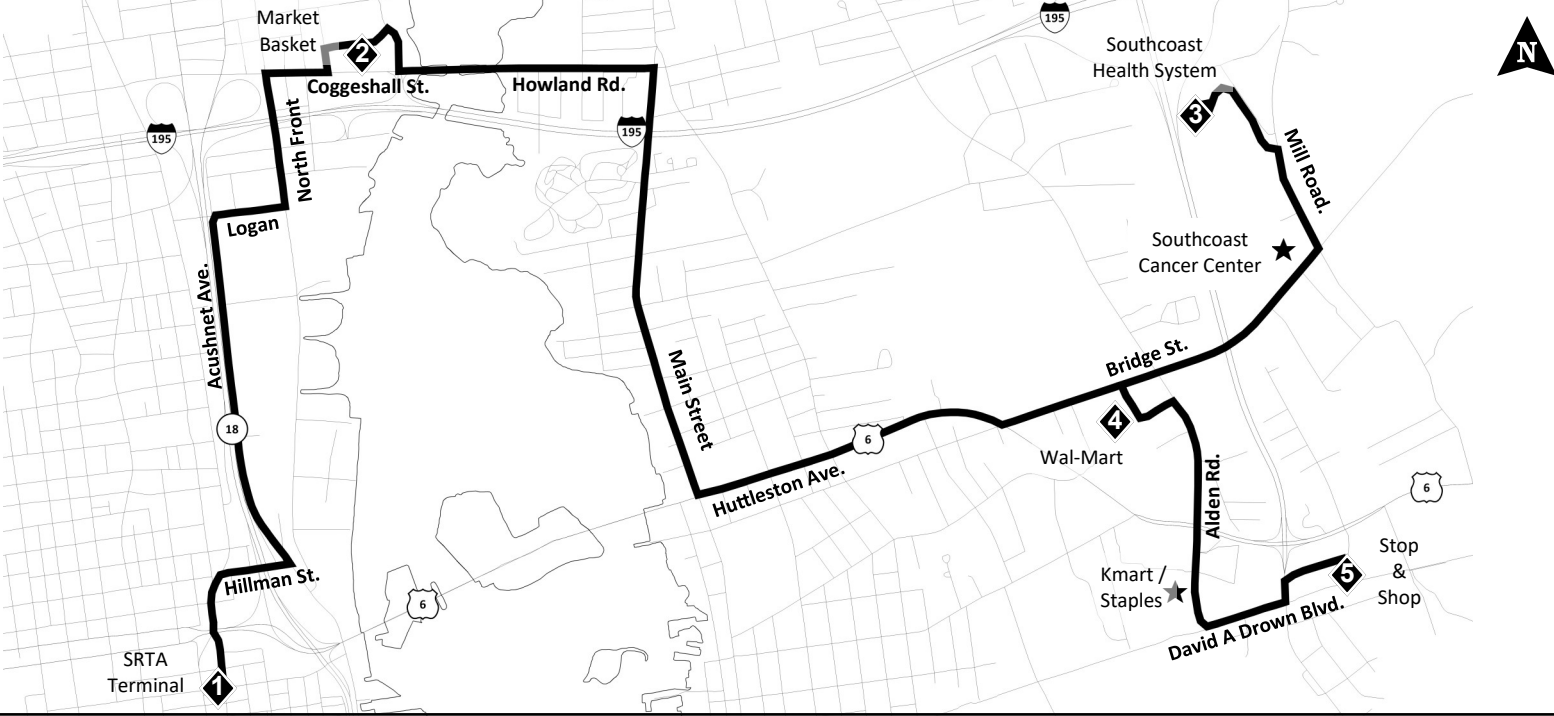 Market
Basket
2
Coggeshall St.
Howland Rd.
195
195
195
North Front
Logan
Acushnet Ave.
18
Hillman St.
SRTA
Terminal
1
6
Main Street
Huttleston Ave.
6
Bridge St.
Southcoast
Health System
3
Mill Road.
Southcoast
Cancer Center
4
Wal-Mart
Alden Rd.
6
Kmart /
Staples
David A Drown Blvd.
5
Stop
&
Shop
N